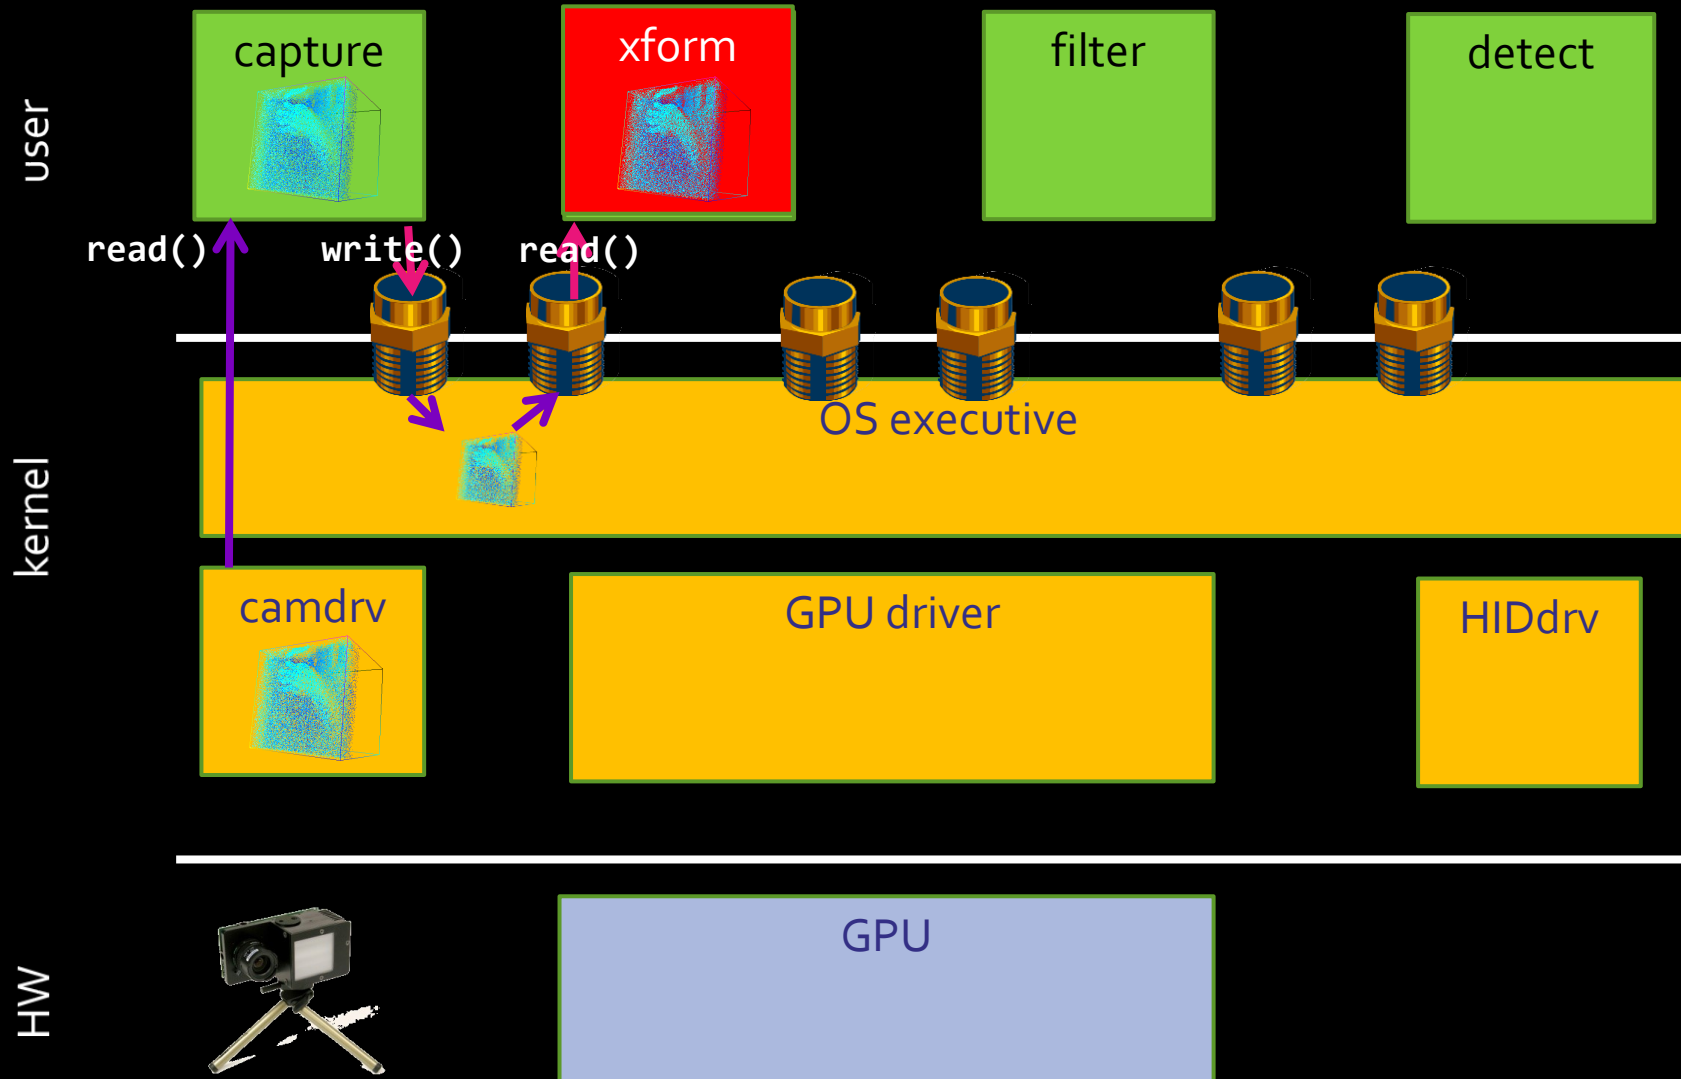 user
capture
xform
filter
detect
read()
write()
read()
kernel
OS executive
camdrv
GPU driver
HIDdrv
HW
GPU